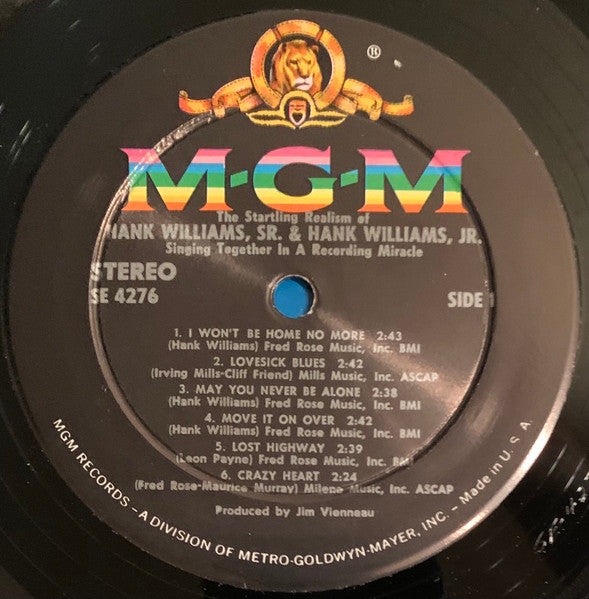 ®
M-G-M
The Startling Realism of
HANK WILLIAMS, SR. & HANK WILLIAMS, JR.
Singing Together In A Recording Miracle
STEREO
SE 4276
SIDE 1
1. I WON'T BE HOME NO MORE 2:43
(Hank Williams) Fred Rose Music, Inc. BMI
2. LOVESICK BLUES 2:42
(Irving Mills-Cliff Friend) Mills Music, Inc. ASCAP
3. MAY YOU NEVER BE ALONE 2:38
(Hank Williams) Fred Rose Music, Inc. BMI
4. MOVE IT ON OVER 2:42
(Hank Williams) Fred Rose Music, Inc. BMI
5. LOST HIGHWAY 2:39
(Leon Payne) Fred Rose Music, Inc. BMI
6. CRAZY HEART 2:24
(Fred Rose-Maurice Murray) Milene Music, Inc. ASCAP
Produced by Jim Vienneau
MGM RECORDS – A DIVISION OF METRO-GOLDWYN-MAYER, INC. – Made in U. S. A.